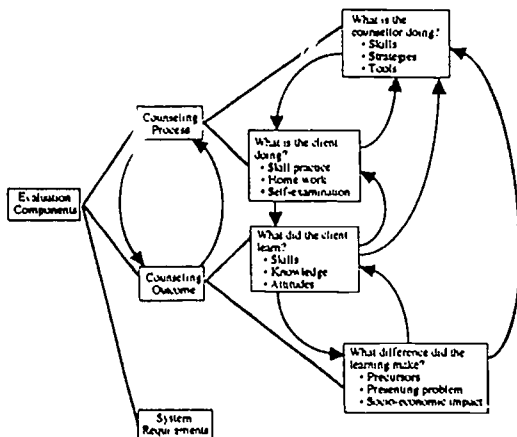 What is the
counsellor doing?
• Skills
• Strategies
• Tools
Counseling
Process
What is the client
doing?
• Skill practice
• Home work
• Self-examination
Evaluation
Components
What did the client
learn?
• Skills
• Knowledge
• Attitudes
Counseling
Outcome
What difference did the
learning make?
• Precursors
• Presenting problem
• Socio-economic impact
System
Requirements